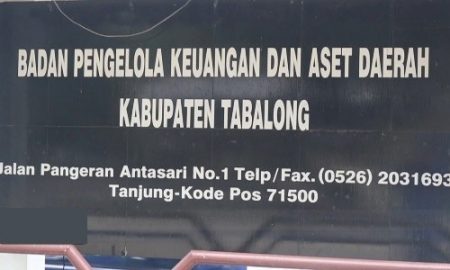 BADAN PENGELOLA KEUANGAN DAN ASET DAERAH
KABUPATEN TABALONG
Jalan Pangeran Antasari No.1 Telp/Fax. (0526) 2031693
Tanjung-Kode Pos 71500